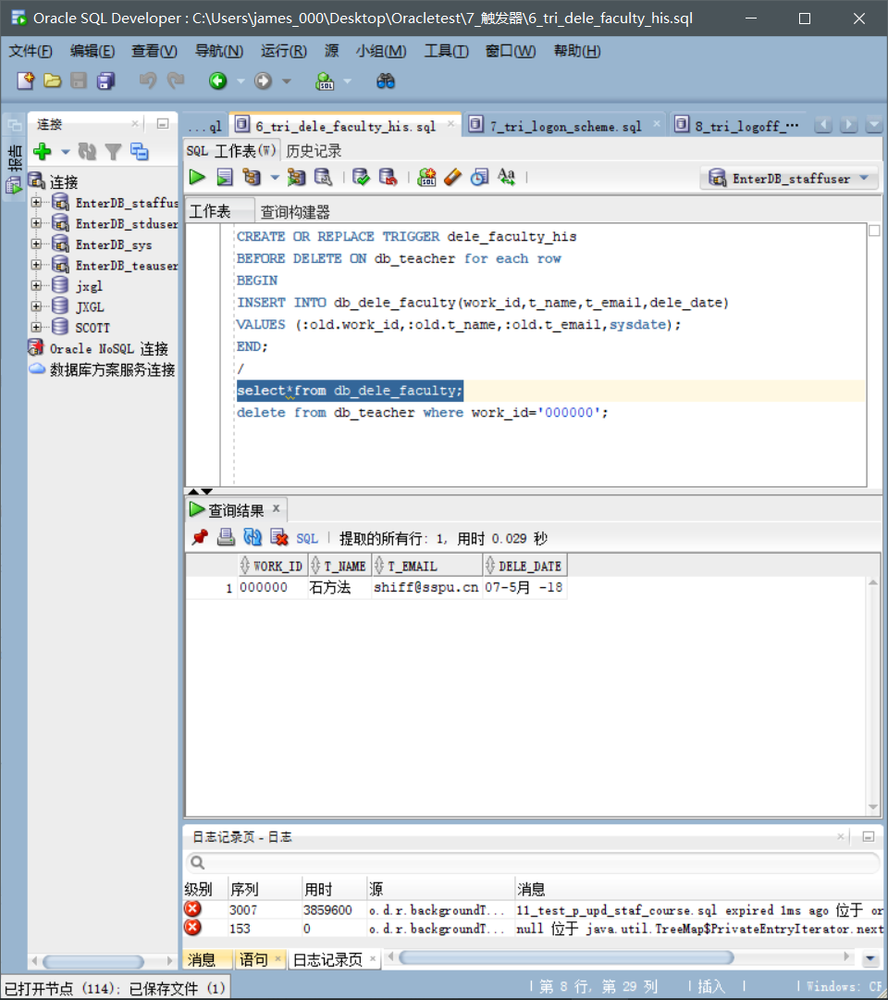 Oracle SQL Developer : C:\Users\james_000\Desktop\Oracletest\7_触发器\6_tri_dele_faculty_his.sql
文件(F) 编辑(E) 查看(V) 导航(N) 运行(R) 源 小组(M) 工具(T) 窗口(W) 帮助(H)
报告
连接
连接
EnterDB_staffus
EnterDB_stduser
EnterDB_sys
EnterDB_teauser
jxgl
JXGL
SCOTT
Oracle NoSQL 连接
数据库方案服务连接
...ql 6_tri_dele_faculty_his.sql 7_tri_logon_scheme.sql 8_tri_logoff_...
SQL 工作表(W) 历史记录
EnterDB_staffuser
工作表 查询构建器
CREATE OR REPLACE TRIGGER dele_faculty_his
BEFORE DELETE ON db_teacher for each row
BEGIN
INSERT INTO db_dele_faculty(work_id,t_name,t_email,dele_date)
VALUES (:old.work_id,:old.t_name,:old.t_email,sysdate);
END;
/
select*from db_dele_faculty;
delete from db_teacher where work_id='000000';
查询结果 x
SQL | 提取的所有行: 1, 用时 0.029 秒
WORK_ID T_NAME T_EMAIL DELE_DATE
1 000000 石方法 shiff@sspu.cn 07-5月 -18
日志记录页 - 日志
级别 序列 用时 源 消息
3007 3859600 o.d.r.backgroundT... 11_test_p_upd_staf_course.sql expired 1ms ago 位于 or
153 0 o.d.r.backgroundT... null 位于 java.util.TreeMap$PrivateEntryIterator.next
消息 语句 日志记录页
已打开节点 (114); 已保存文件 (1)
第 8 行, 第 29 列 | 插入 | Windows: CF